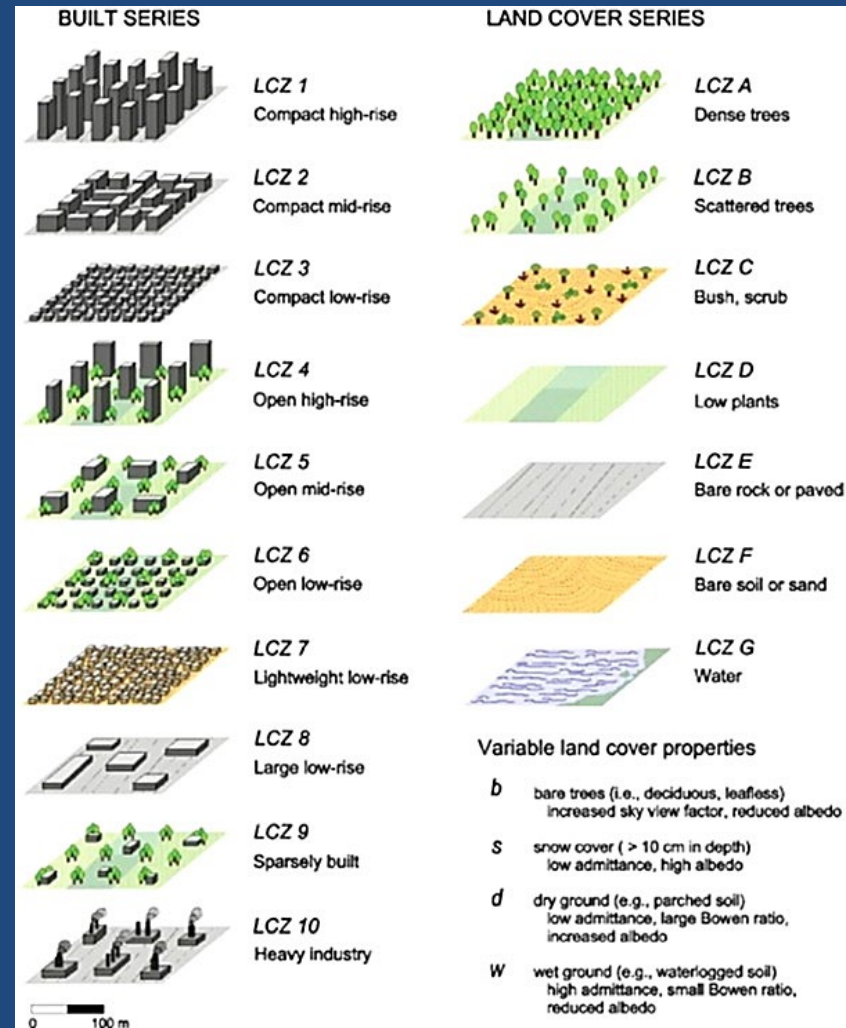 BUILT SERIES
LCZ 1
Compact high-rise
LCZ 2
Compact mid-rise
LCZ 3
Compact low-rise
LCZ 4
Open high-rise
LCZ 5
Open mid-rise
LCZ 6
Open low-rise
LCZ 7
Lightweight low-rise
LCZ 8
Large low-rise
LCZ 9
Sparsely built
LCZ 10
Heavy industry
0 100 m
LAND COVER SERIES
LCZ A
Dense trees
LCZ B
Scattered trees
LCZ C
Bush, scrub
LCZ D
Low plants
LCZ E
Bare rock or paved
LCZ F
Bare soil or sand
LCZ G
Water
Variable land cover properties
b bare trees (i.e., deciduous, leafless)
increased sky view factor, reduced albedo
s snow cover ( > 10 cm in depth)
low admittance, high albedo
d dry ground (e.g., parched soil)
low admittance, large Bowen ratio,
increased albedo
w wet ground (e.g., waterlogged soil)
high admittance, small Bowen ratio,
reduced albedo